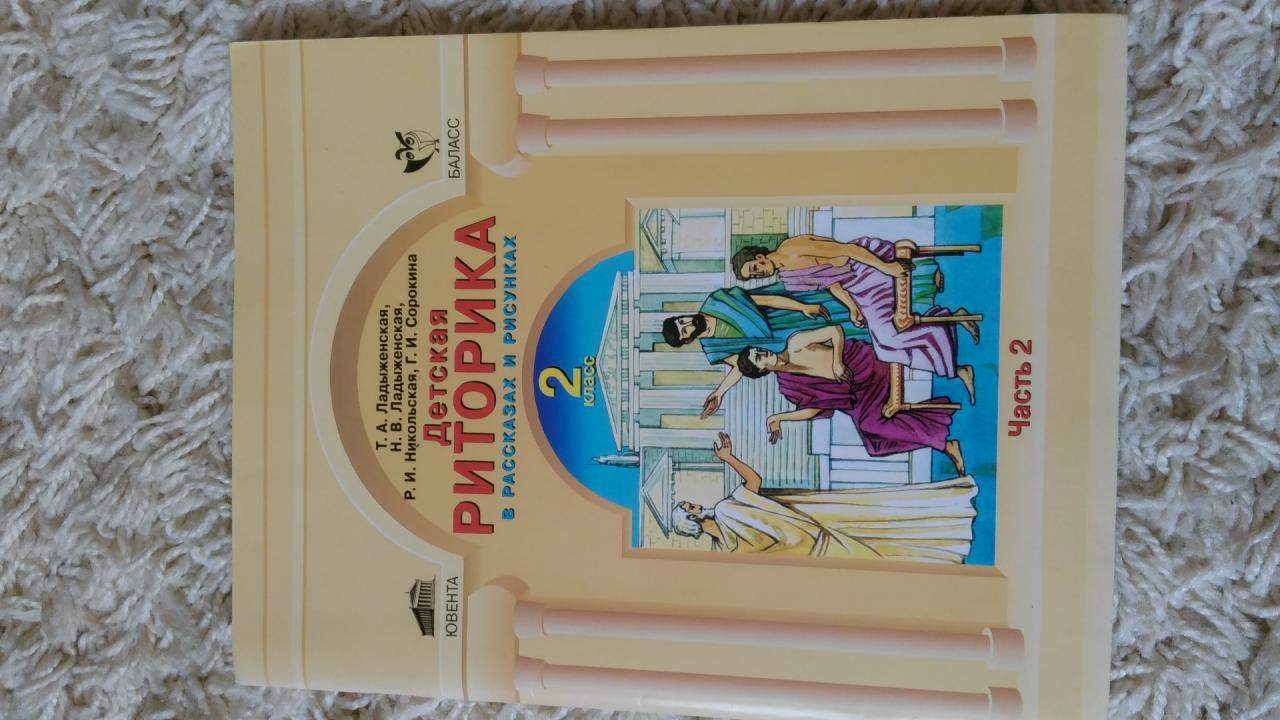 Т. А. Ладыженская,
Н. В. Ладыженская,
Р. И. Никольская, Г. И. Сорокина
Детская
РИТОРИКА
В РАССКАЗАХ И РИСУНКАХ
ЮВЕНТА
БАЛАСС
2
класс
Часть 2